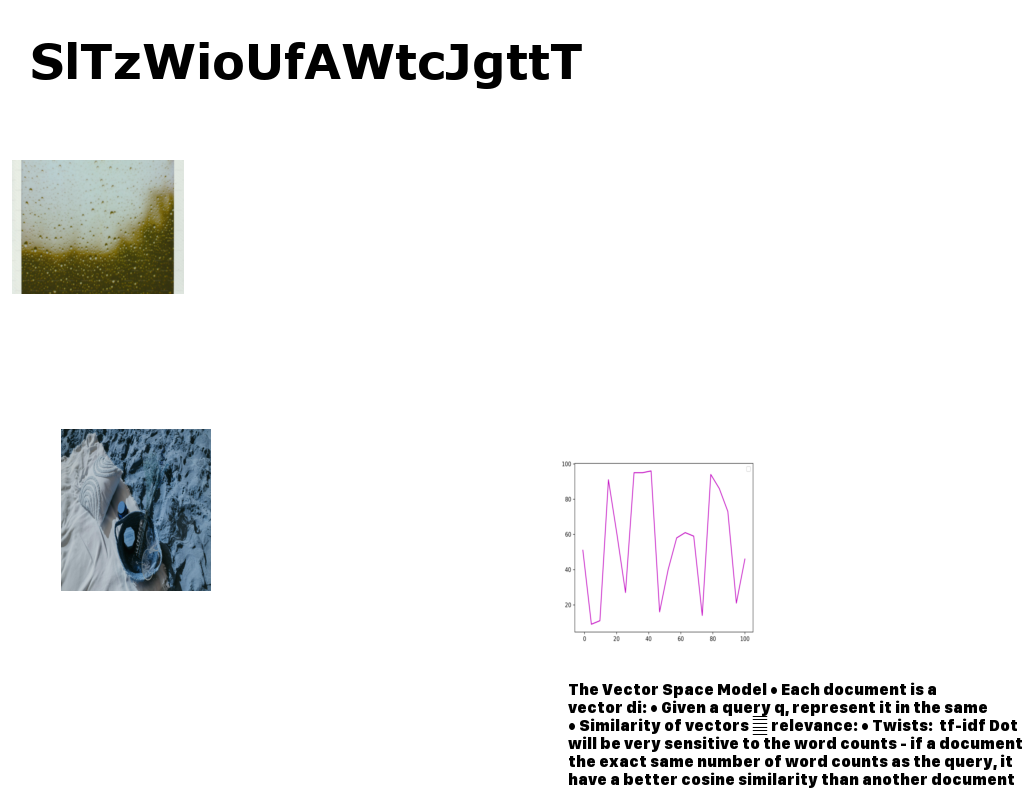 SlTzWioUfAWtcJgttT
100
80
60
40
20
0 20 40 60 80 100
The Vector Space Model • Each document is a
vector di: • Given a query q, represent it in the same
• Similarity of vectors relevance: • Twists: tf-idf Dot
will be very sensitive to the word counts - if a document
the exact same number of word counts as the query, it
have a better cosine similarity than another document